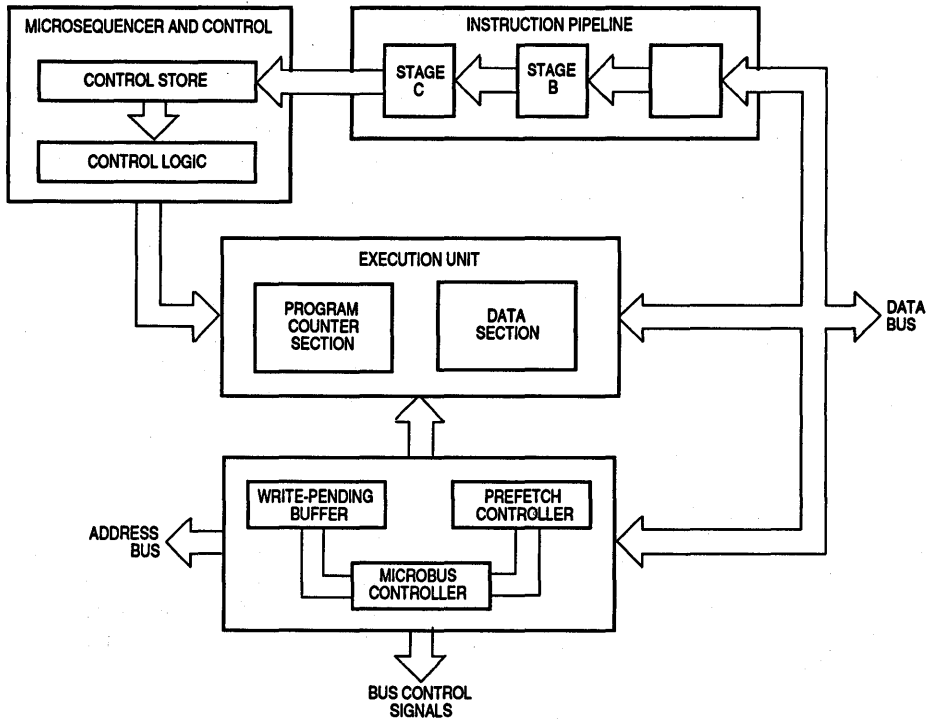 MICROSEQUENCER AND CONTROL
CONTROL STORE
CONTROL LOGIC
INSTRUCTION PIPELINE
STAGE
C
STAGE
B
EXECUTION UNIT
PROGRAM
COUNTER
SECTION
DATA
SECTION
DATA
BUS
WRITE-PENDING
BUFFER
PREFETCH
CONTROLLER
MICROBUS
CONTROLLER
ADDRESS
BUS
BUS CONTROL
SIGNALS